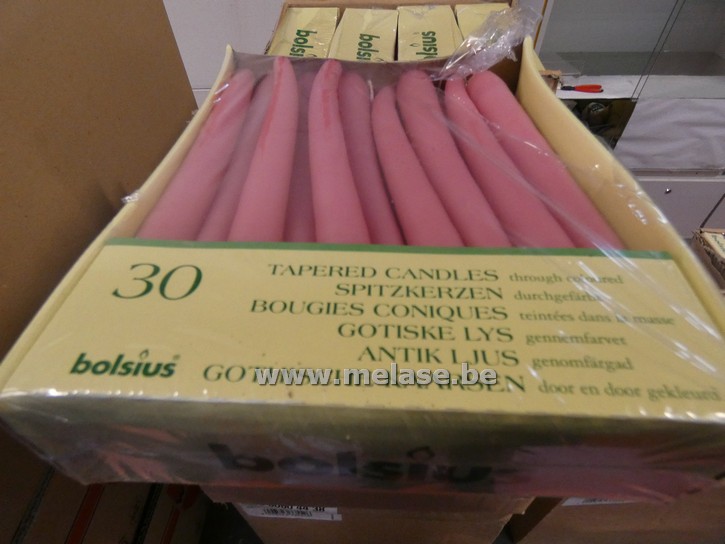 bolsius
bolsius
30
TAPERED CANDLES through coloured
SPITZKERZEN durchgefärbt
BOUGIES CONIQUES teintées dans la masse
GOTISKE LYS gennemfarvet
ANTIK LJUS genomfärgad
bolsius®
door en door gekleurd
www.melase.be
bolsius